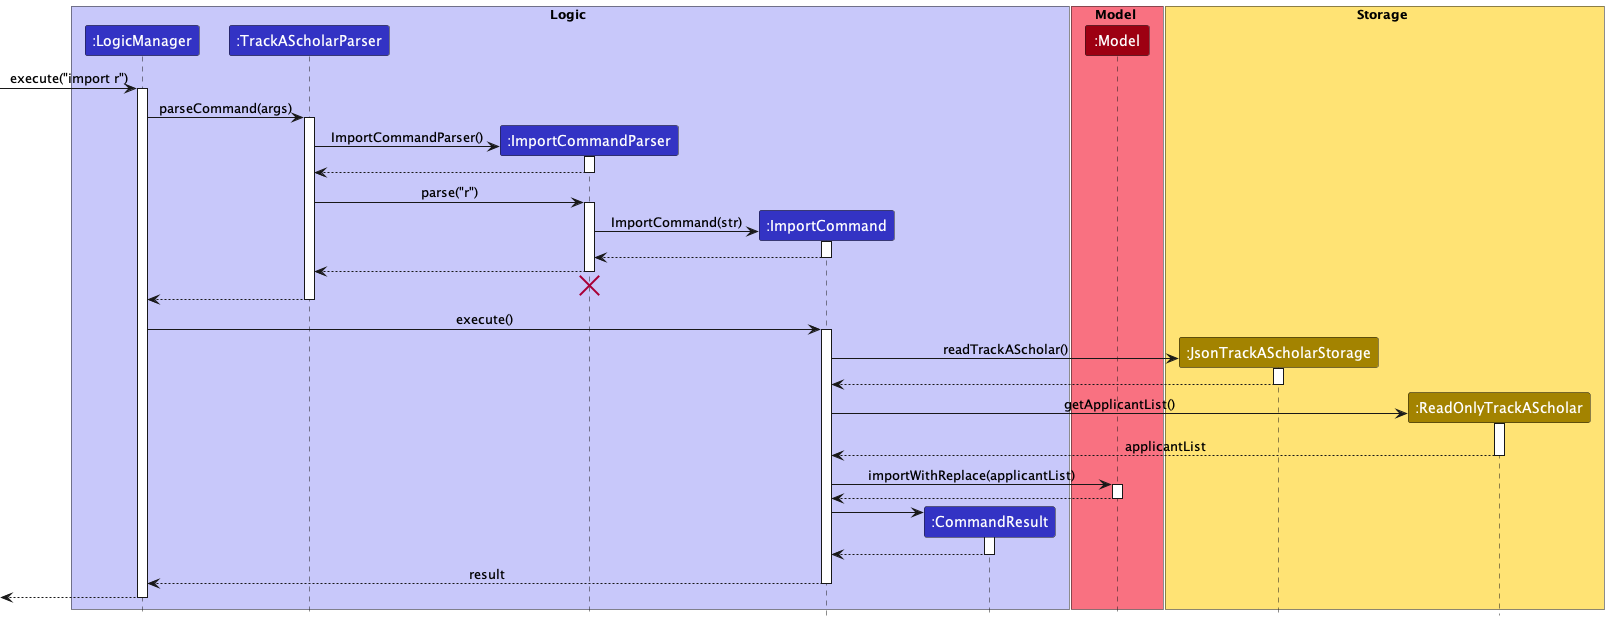 Logic
Model
Storage
:LogicManager
:TrackAScholarParser
:Model
execute("import r")
parseCommand(args)
ImportCommandParser()
:ImportCommandParser
parse("r")
ImportCommand(str)
:ImportCommand
execute()
readTrackAScholar()
:JsonTrackAScholarStorage
getApplicantList()
:ReadOnlyTrackAScholar
applicantList
importWithReplace(applicantList)
:CommandResult
result